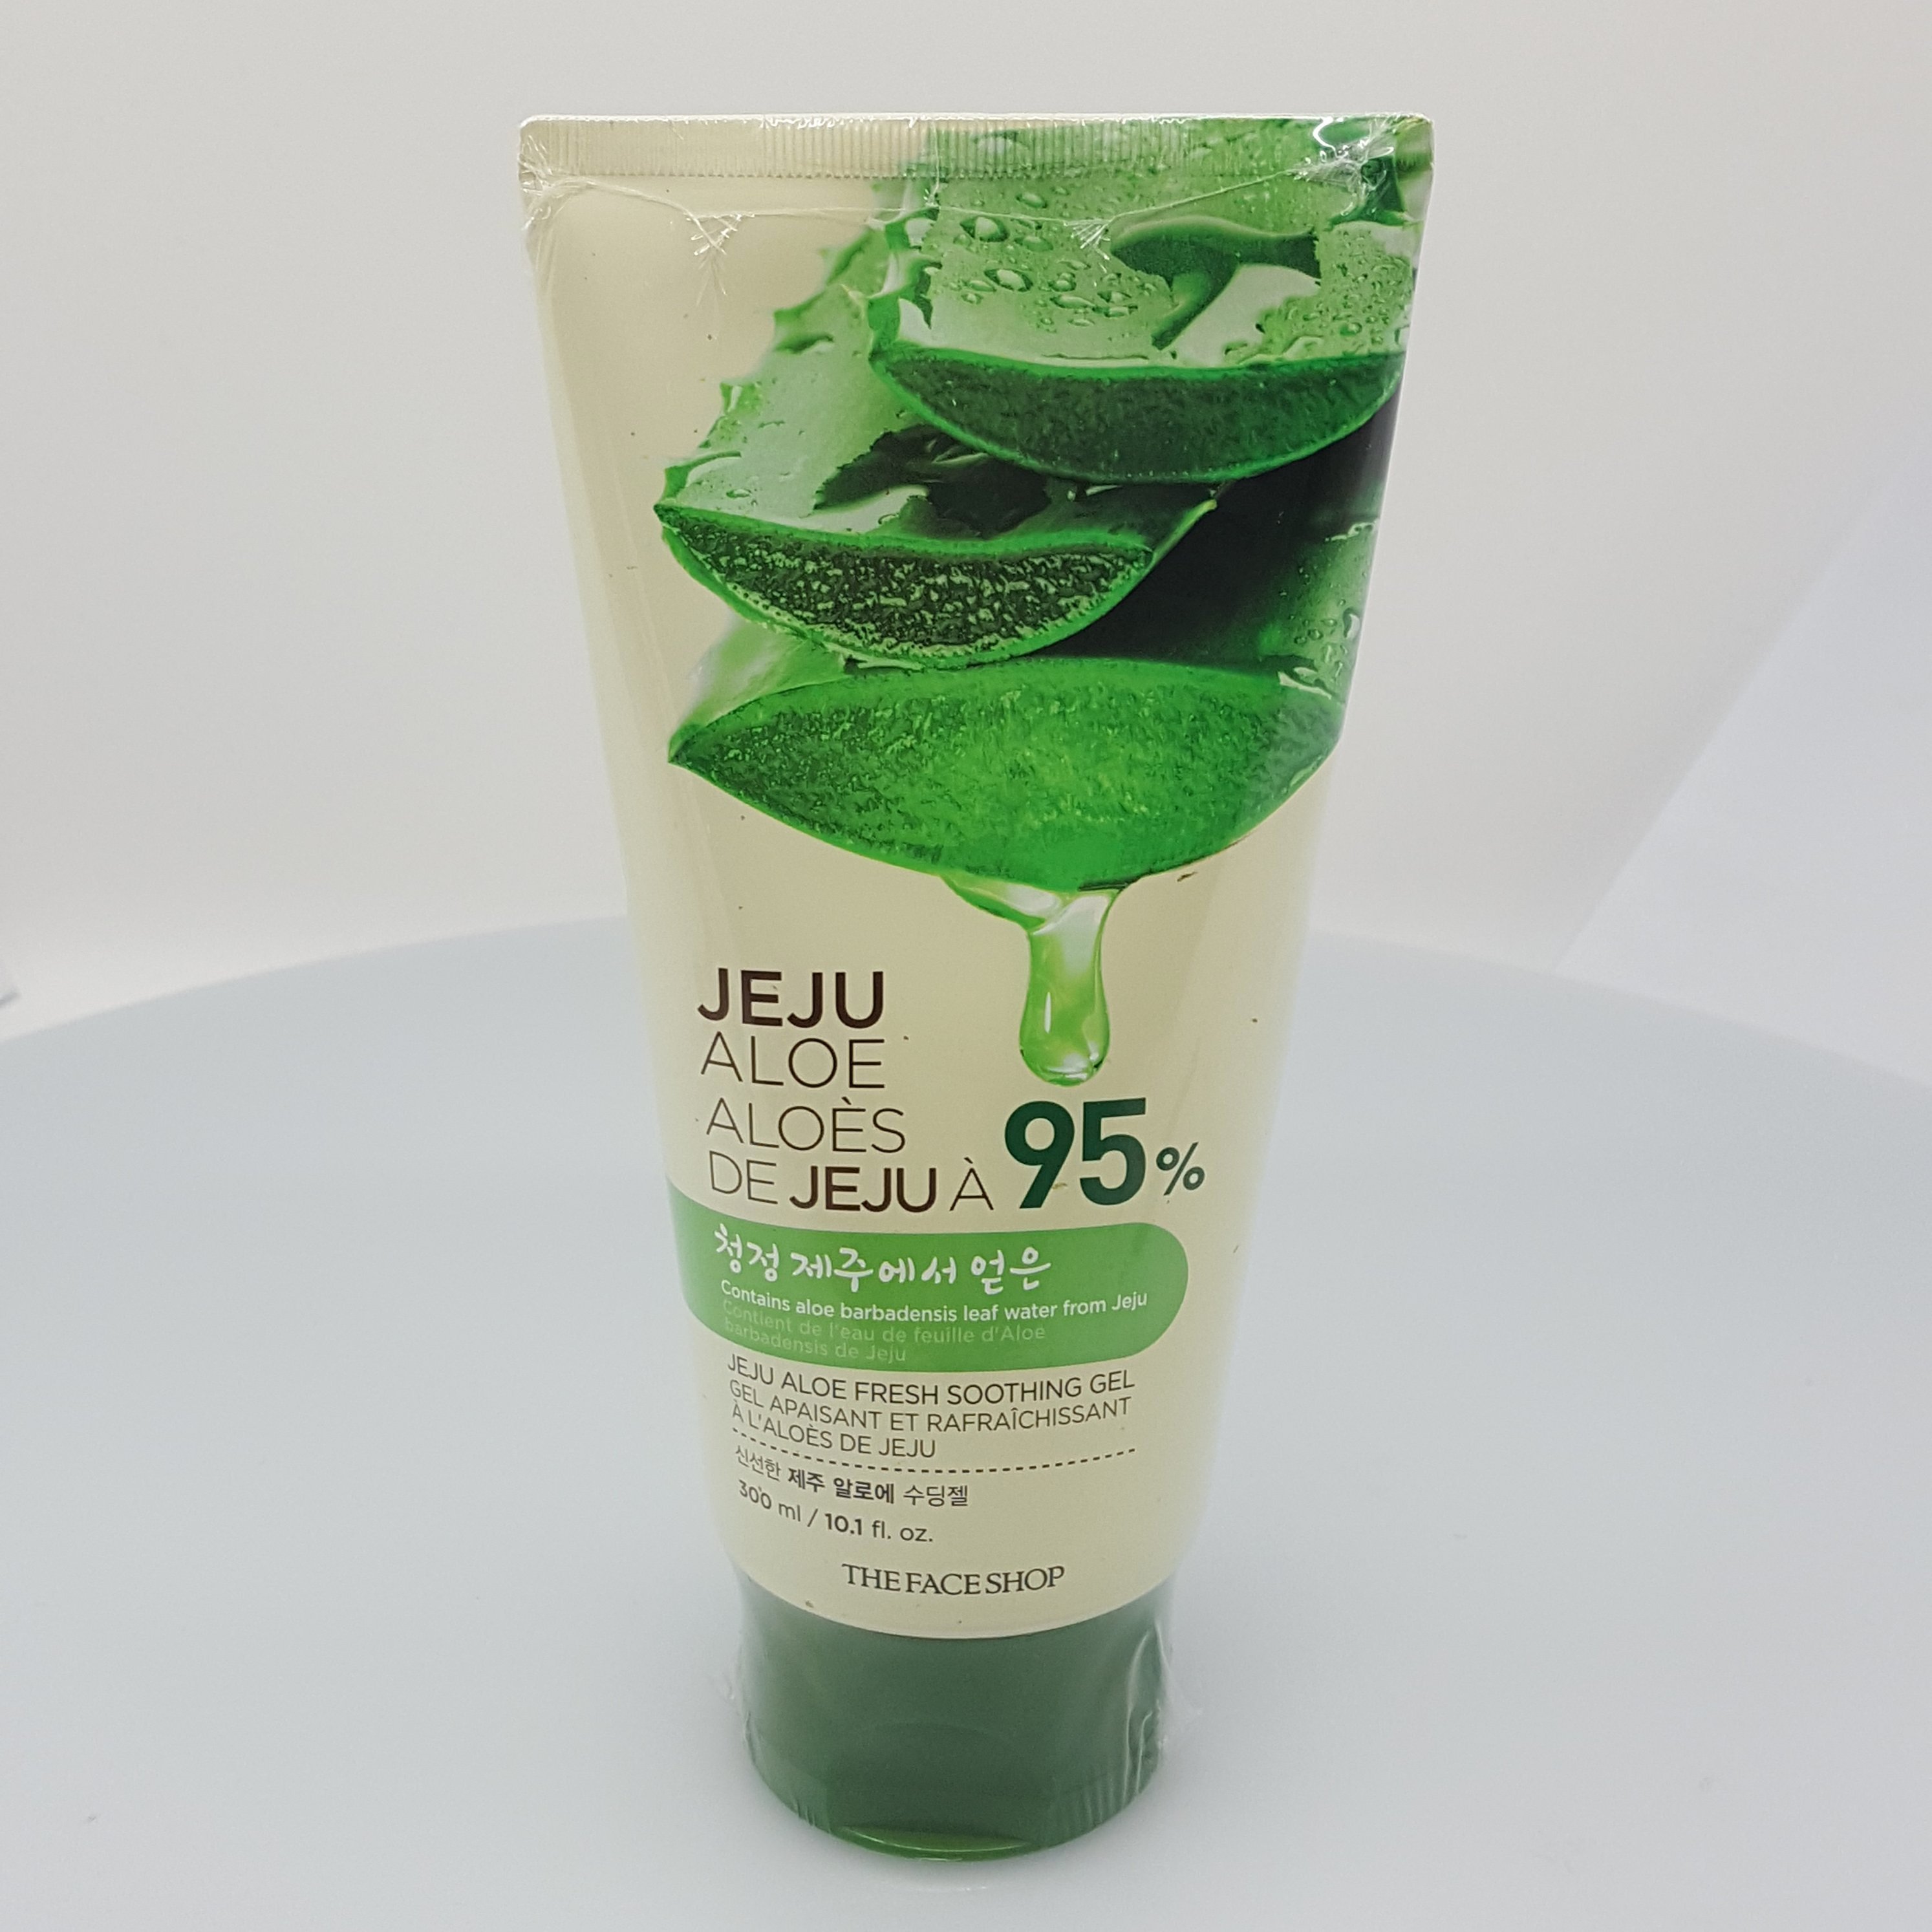 JEJU
ALOE
ALOÈS
DE JEJU À 95%
청정 제주에서 얻은
Contains aloe barbadensis leaf water from Jeju
Contient de l'eau de feuille d'Aloe
barbadensis de Jeju
JEJU ALOE FRESH SOOTHING GEL
GEL APAISANT ET RAFRAÎCHISSANT
À L'ALOÈS DE JEJU
신선한 제주 알로에 수딩젤
300 ml / 10.1 fl. oz.
THE FACE SHOP